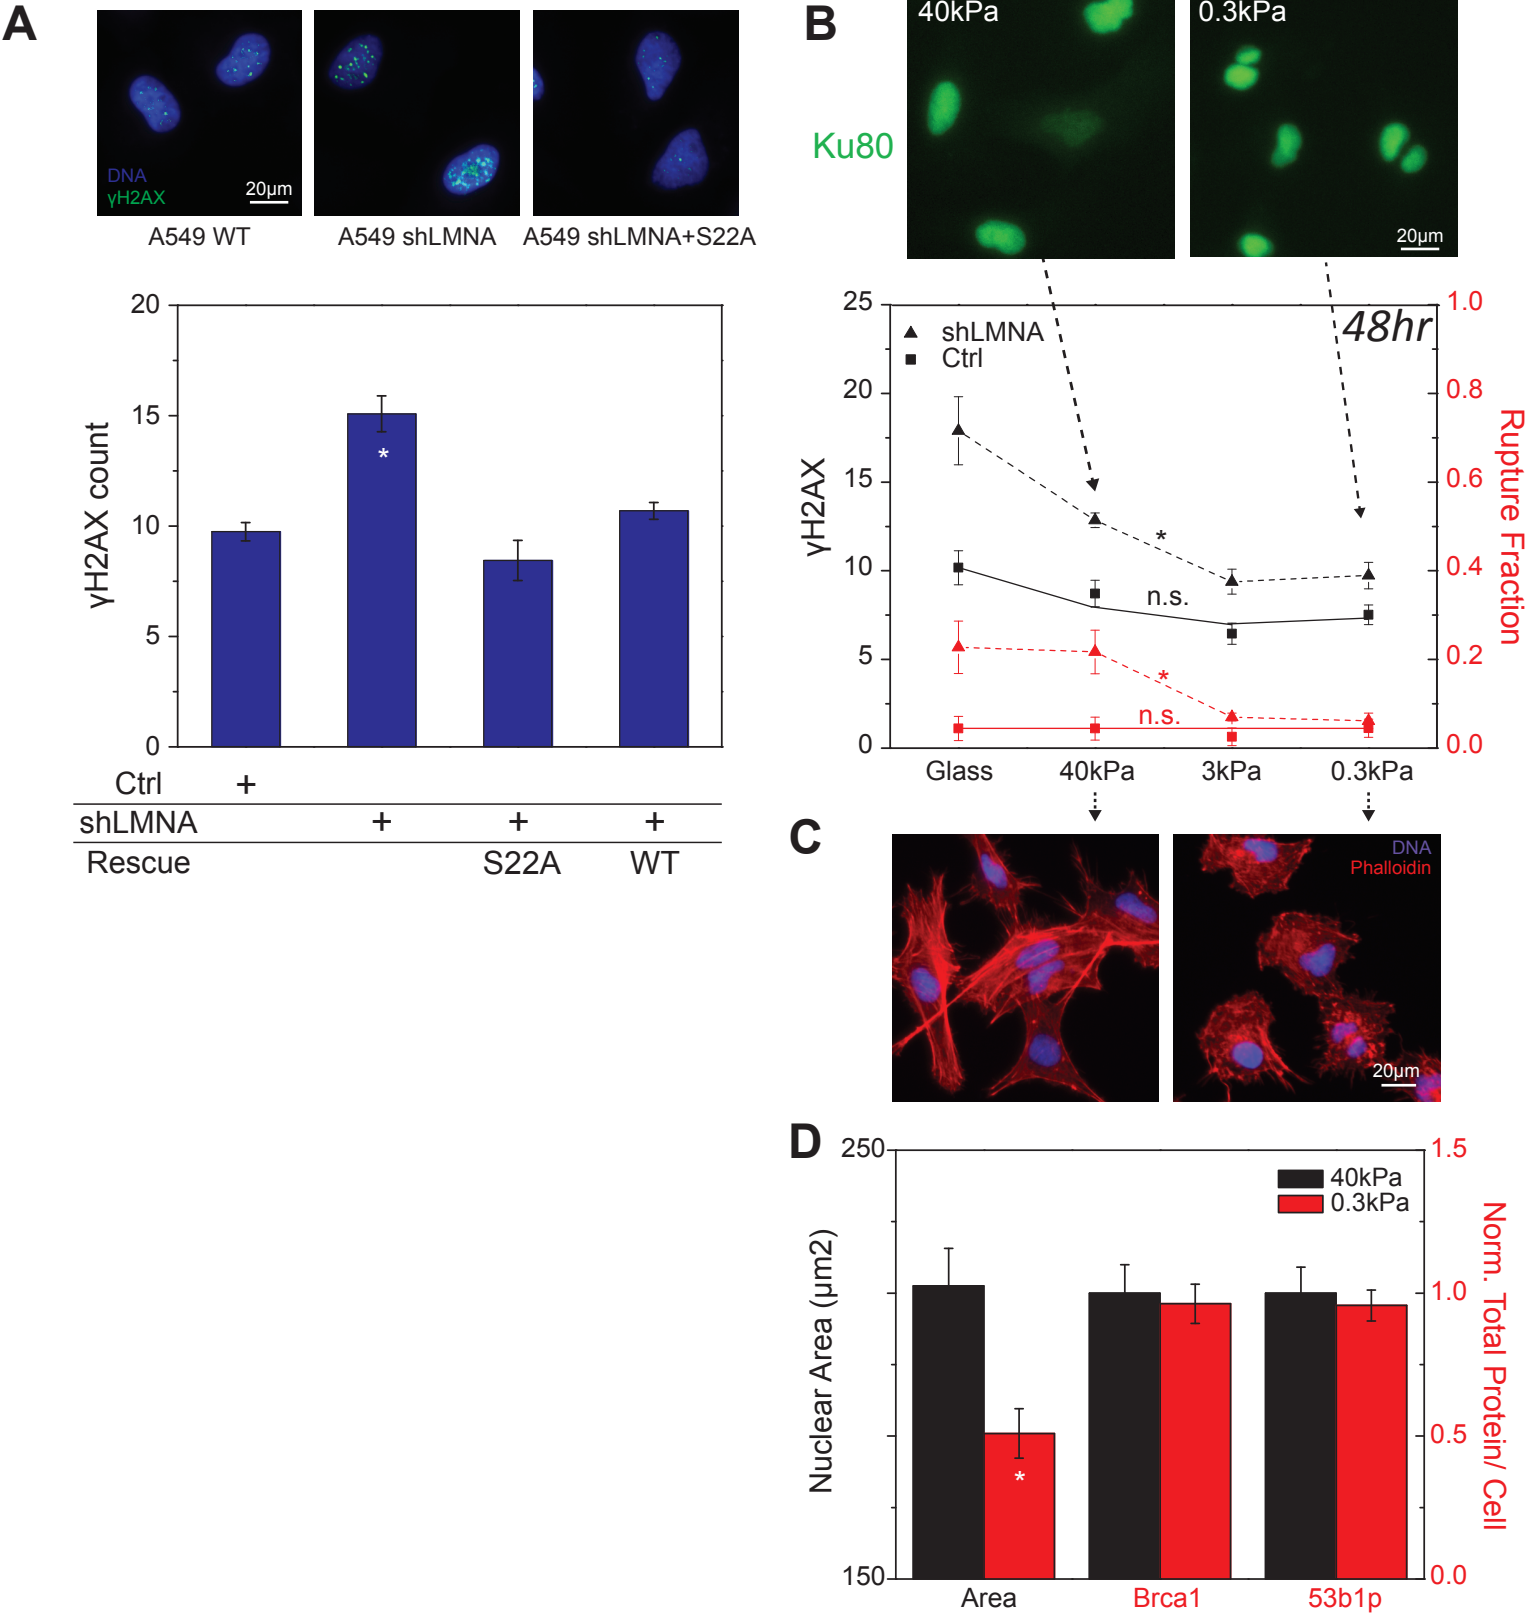 A
DNA
γH2AX
20μm
A549 WT
A549 shLMNA
A549 shLMNA+S22A
20
15
10
5
0
γH2AX count
*
Ctrl +
shLMNA + + +
Rescue S22A WT
B
40kPa
0.3kPa
Ku80
20μm
25
20
15
10
5
0
γH2AX
shLMNA
Ctrl
48hr
*
n.s.
*
n.s.
1.0
0.8
0.6
0.4
0.2
0.0
Rupture Fraction
Glass 40kPa 3kPa 0.3kPa
C
DNA
Phalloidin
20μm
D
250
150
Nuclear Area (μm2)
40kPa
0.3kPa
*
1.5
1.0
0.5
0.0
Norm. Total Protein/ Cell
Area Brca1 53b1p